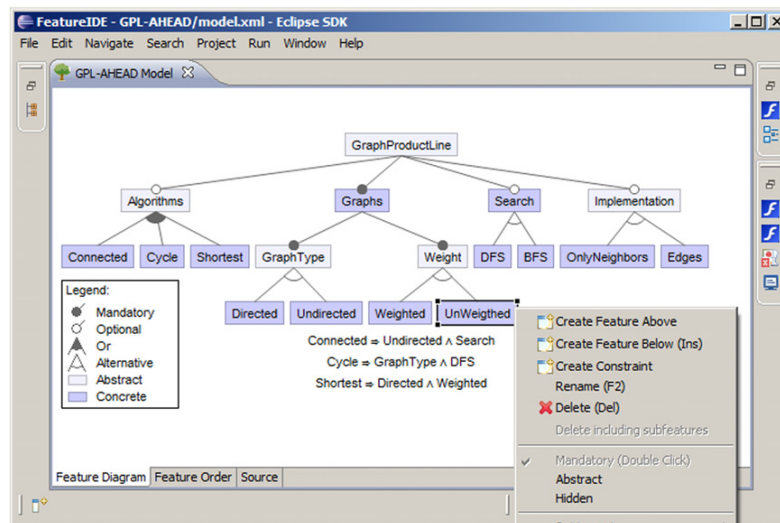 FeatureIDE - GPL-AHEAD/model.xml - Eclipse SDK
File Edit Navigate Search Project Run Window Help
GPL-AHEAD Model
GraphProductLine
Algorithms Graphs Search Implementation
Connected Cycle Shortest GraphType Weight DFS BFS OnlyNeighbors Edges
Directed Undirected Weighted UnWeigthed
Legend:
Mandatory
Optional
Or
Alternative
Abstract
Concrete
Connected ⇒ Undirected ∧ Search
Cycle ⇒ GraphType ∧ DFS
Shortest ⇒ Directed ∧ Weighted
Create Feature Above
Create Feature Below (Ins)
Create Constraint
Rename (F2)
Delete (Del)
Delete including subfeatures
Mandatory (Double Click)
Abstract
Hidden
Feature Diagram Feature Order Source